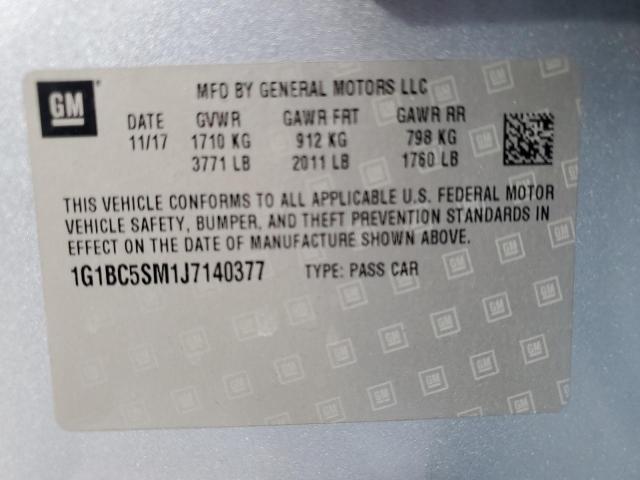 GM
MFD BY GENERAL MOTORS LLC
DATE GVWR GAWR FRT GAWR RR
11/17 1710 KG 912 KG 798 KG
3771 LB 2011 LB 1760 LB
THIS VEHICLE CONFORMS TO ALL APPLICABLE U.S. FEDERAL MOTOR
VEHICLE SAFETY, BUMPER, AND THEFT PREVENTION STANDARDS IN
EFFECT ON THE DATE OF MANUFACTURE SHOWN ABOVE.
1G1BC5SM1J7140377 TYPE: PASS CAR